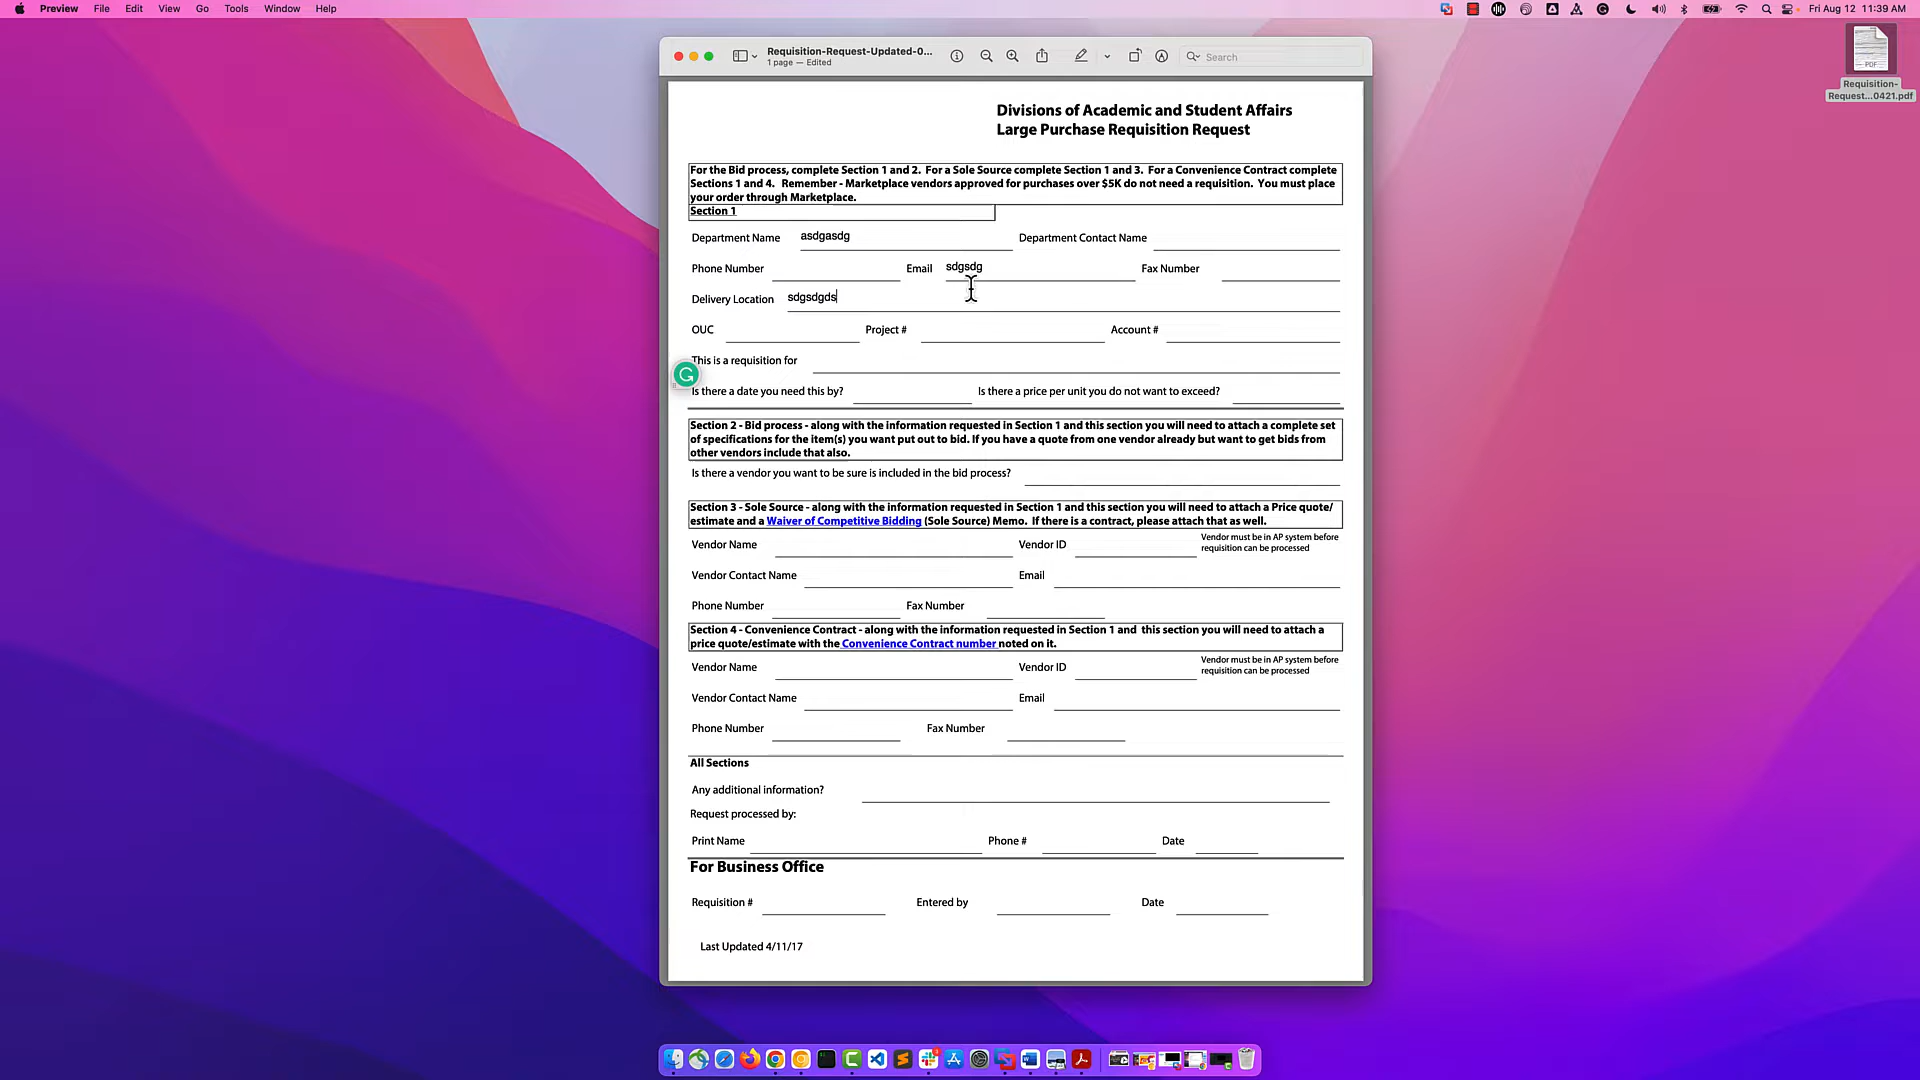 Preview File Edit View Go Tools Window Help
Fri Aug 12 11:39 AM
Requisition-Request-Updated-0...
1 page — Edited
Search
PDF
Requisition-
Request...0421.pdf
Divisions of Academic and Student Affairs
Large Purchase Requisition Request
For the Bid process, complete Section 1 and 2. For a Sole Source complete Section 1 and 3. For a Convenience Contract complete
Sections 1 and 4. Remember - Marketplace vendors approved for purchases over $5K do not need a requisition. You must place
your order through Marketplace.
Section 1
Department Name asdgasdg Department Contact Name
Phone Number Email sdgsdg Fax Number
Delivery Location sdgsdgds
OUC Project # Account #
This is a requisition for
Is there a date you need this by? Is there a price per unit you do not want to exceed?
Section 2 - Bid process - along with the information requested in Section 1 and this section you will need to attach a complete set
of specifications for the item(s) you want put out to bid. If you have a quote from one vendor already but want to get bids from
other vendors include that also.
Is there a vendor you want to be sure is included in the bid process?
Section 3 - Sole Source - along with the information requested in Section 1 and this section you will need to attach a Price quote/
estimate and a Waiver of Competitive Bidding (Sole Source) Memo. If there is a contract, please attach that as well.
Vendor Name Vendor ID Vendor must be in AP system before
requisition can be processed
Vendor Contact Name Email
Phone Number Fax Number
Section 4 - Convenience Contract - along with the information requested in Section 1 and this section you will need to attach a
price quote/estimate with the Convenience Contract number noted on it.
Vendor Name Vendor ID Vendor must be in AP system before
requisition can be processed
Vendor Contact Name Email
Phone Number Fax Number
All Sections
Any additional information?
Request processed by:
Print Name Phone # Date
For Business Office
Requisition # Entered by Date
Last Updated 4/11/17